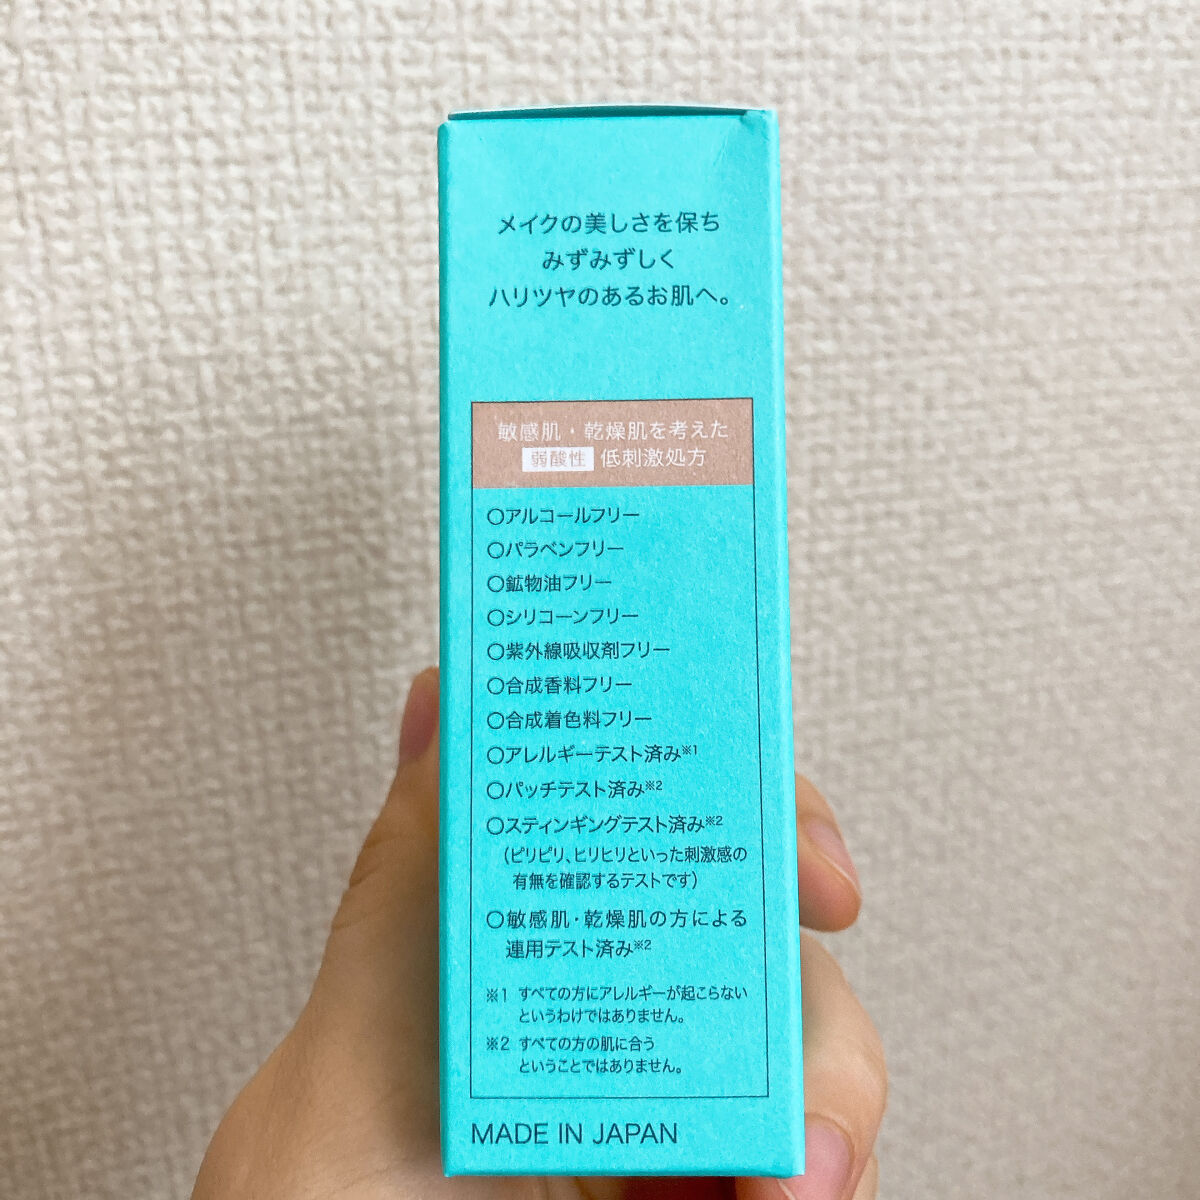 メイクの美しさを保ち
みずみずしく
ハリツヤのあるお肌へ。
敏感肌・乾燥肌を考えた
弱酸性 低刺激処方
〇アルコールフリー
〇パラベンフリー
〇鉱物油フリー
〇シリコーンフリー
〇紫外線吸収剤フリー
〇合成香料フリー
〇合成着色料フリー
〇アレルギーテスト済み※1
〇パッチテスト済み※2
〇スティンギングテスト済み※2
（ピリピリ、ヒリヒリといった刺激感の
有無を確認するテストです）
〇敏感肌・乾燥肌の方による
連用テスト済み※2
※1 すべての方にアレルギーが起こらない
というわけではありません。
※2 すべての方の肌に合う
ということではありません。
MADE IN JAPAN